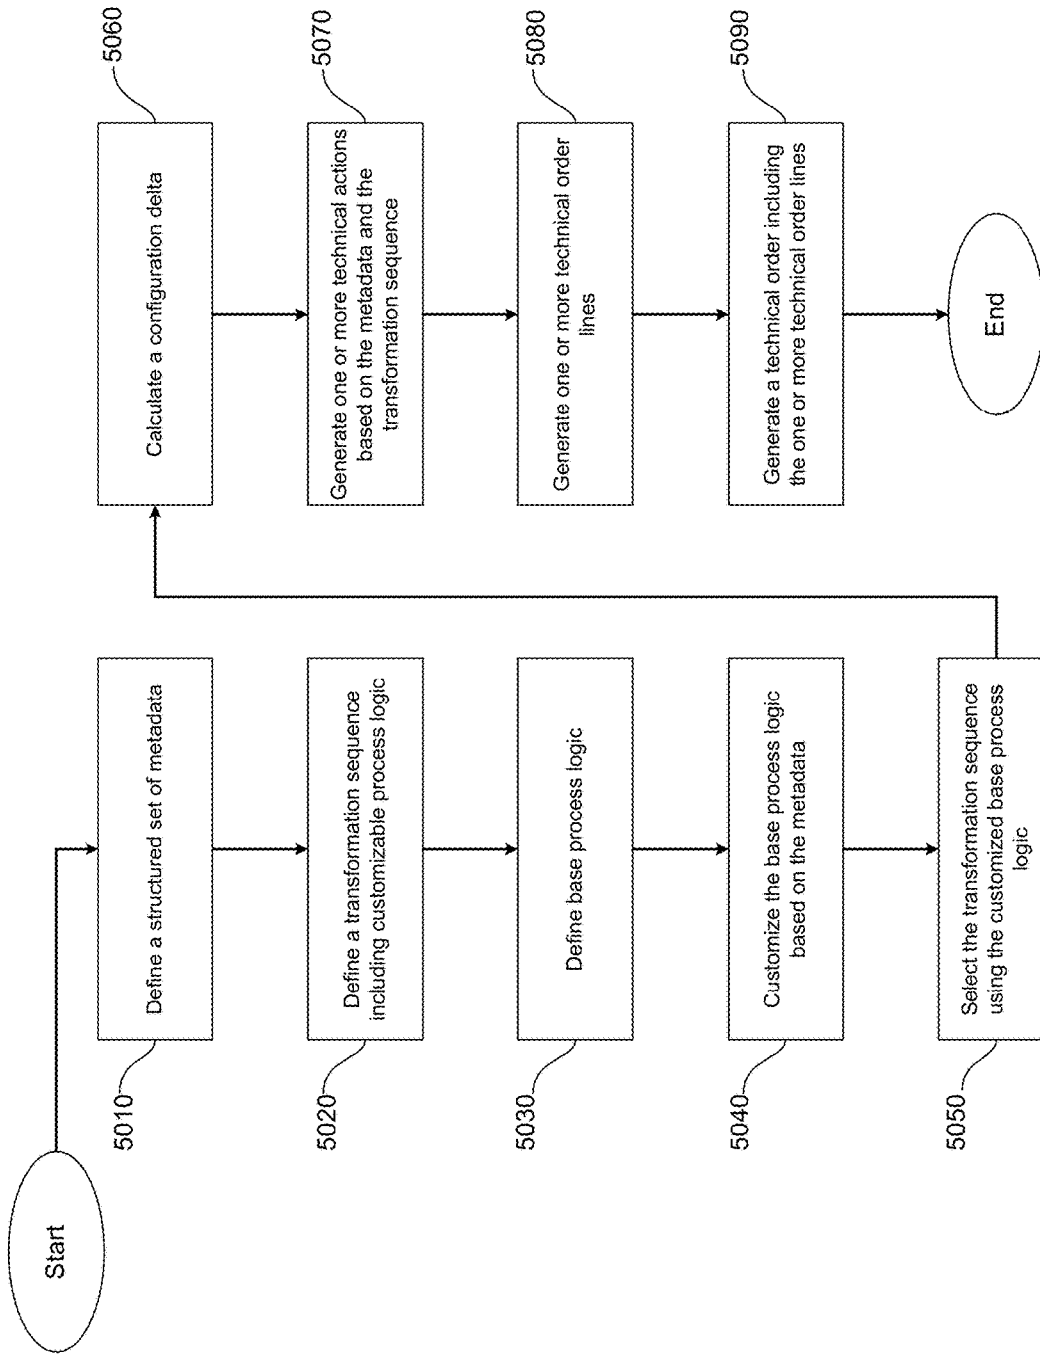 Start
5010
Define a structured set of metadata
5020
Define a transformation sequence
including customizable process logic
5030
Define base process logic
5040
Customize the base process logic
based on the metadata
5050
Select the transformation sequence
using the customized base process
logic
5060
Calculate a configuration delta
5070
Generate one or more technical actions
based on the metadata and the
transformation sequence
5080
Generate one or more technical order
lines
5090
Generate a technical order including
the one or more technical order lines
End